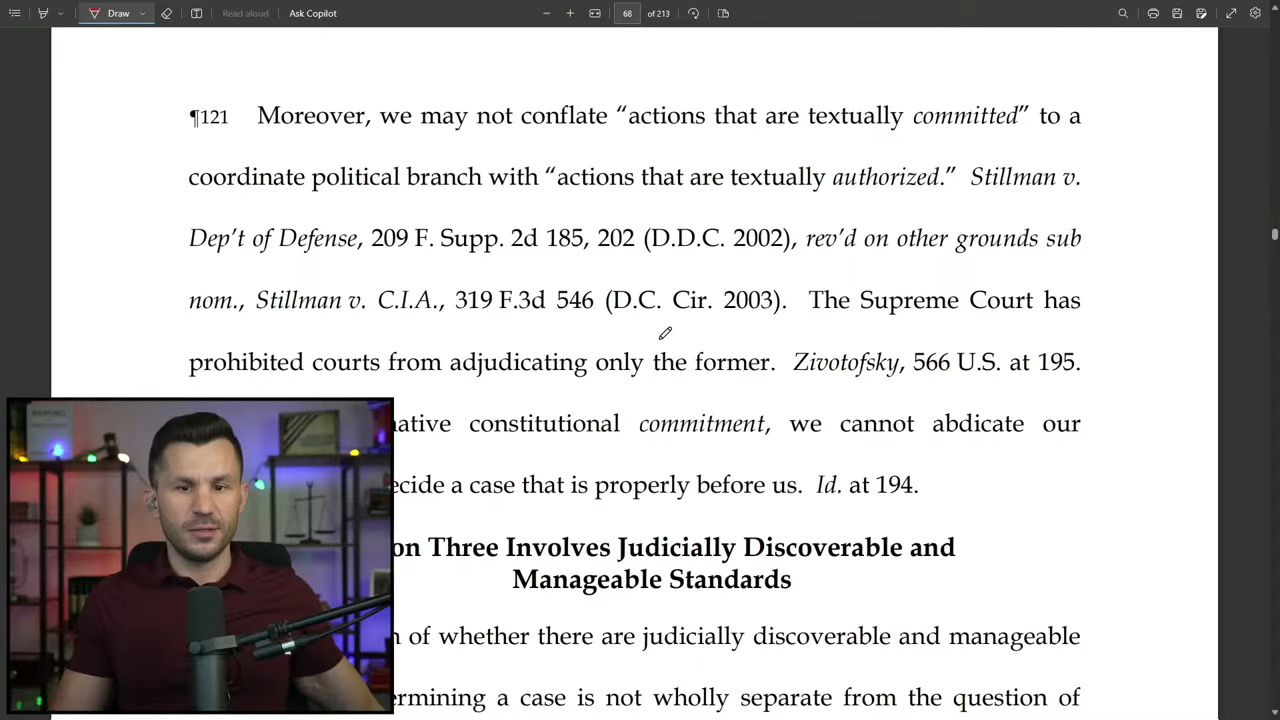 Draw
Read aloud
Ask Copilot
68 of 213
¶121 Moreover, we may not conflate “actions that are textually committed” to a
coordinate political branch with “actions that are textually authorized.” Stillman v.
Dep’t of Defense, 209 F. Supp. 2d 185, 202 (D.D.C. 2002), rev’d on other grounds sub
nom., Stillman v. C.I.A., 319 F.3d 546 (D.C. Cir. 2003). The Supreme Court has
prohibited courts from adjudicating only the former. Zivotofsky, 566 U.S. at 195.
native constitutional commitment, we cannot abdicate our
ecide a case that is properly before us. Id. at 194.
on Three Involves Judicially Discoverable and
Manageable Standards
n of whether there are judicially discoverable and manageable
ermining a case is not wholly separate from the question of